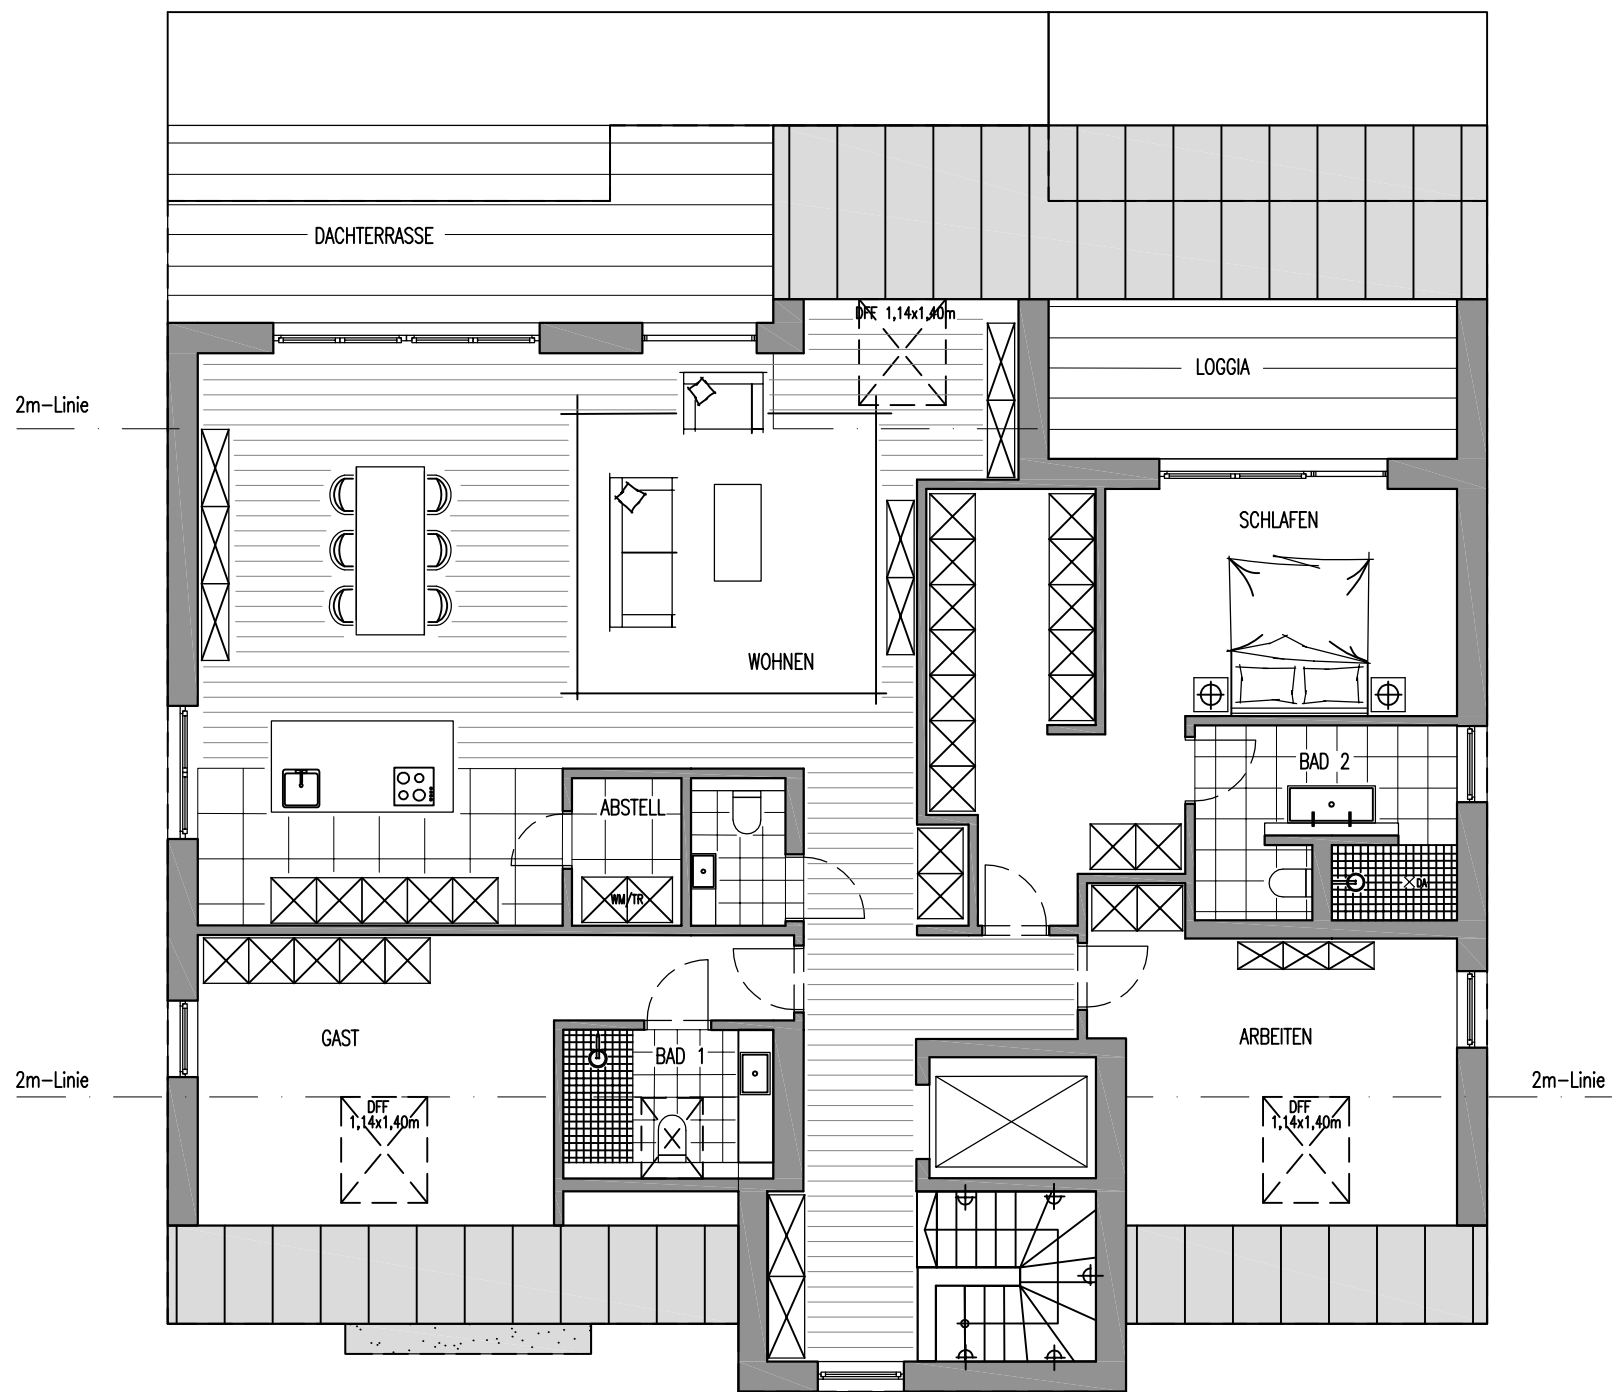 DACHTERRASSE
DFF 1,14x1,40m
LOGGIA
2m-Linie
SCHLAFEN
WOHNEN
BAD 2
ABSTELL
DA
WM/TR
GAST
BAD 1
ARBEITEN
2m-Linie
2m-Linie
DFF
1,14x1,40m
DFF
1,14x1,40m